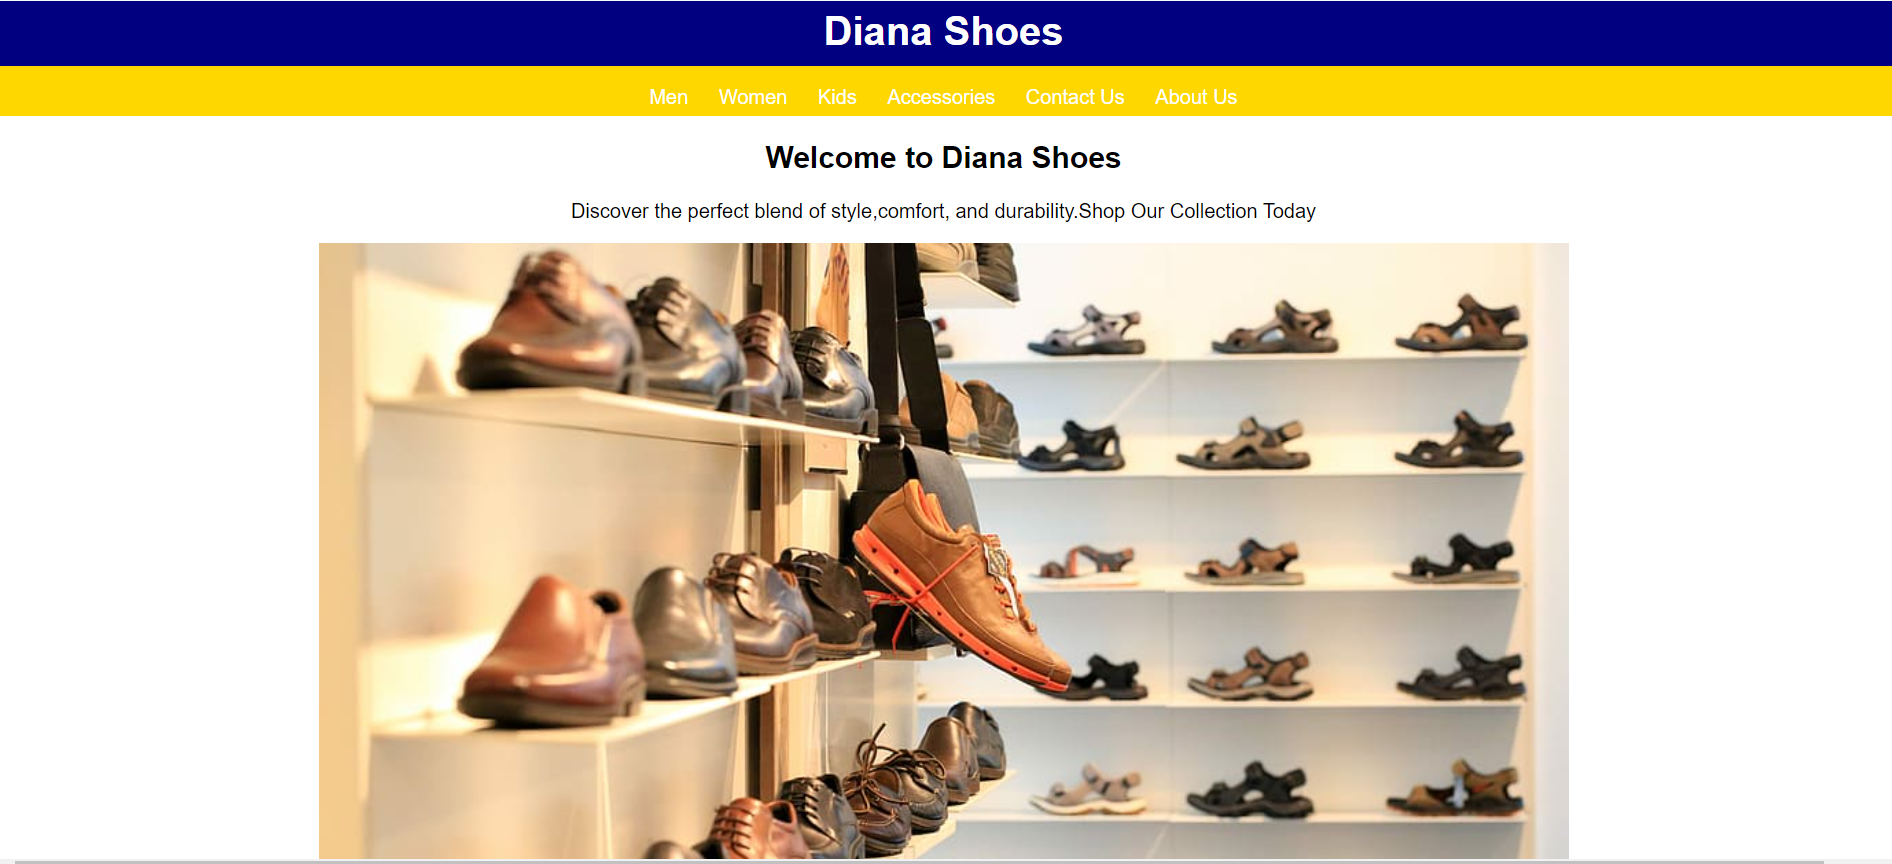 Diana Shoes
Men Women Kids Accessories Contact Us About Us
Welcome to Diana Shoes
Discover the perfect blend of style,comfort, and durability.Shop Our Collection Today